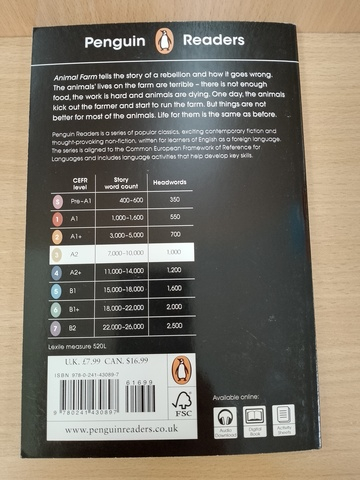 Penguin Readers
Animal Farm tells the story of a rebellion and how it goes wrong.
The animals' lives on the farm are terrible – there is not enough
food, the work is hard and animals are dying. One day, the animals
kick out the farmer and start to run the farm. But things are not
better for most of the animals. Life for them is the same as before.
Penguin Readers is a series of popular classics, exciting contemporary fiction and
thought-provoking non-fiction, written for learners of English as a foreign language.
The series is aligned to the Common European Framework of Reference for
Languages and includes language activities that help develop key skills.
CEFR level Story word count Headwords
S Pre-A1 400–600 350
1 A1 1,000–1,600 550
2 A1+ 3,000–5,000 700
3 A2 7,000–10,000 1,000
4 A2+ 11,000–14,000 1,200
5 B1 15,000–18,000 1,600
6 B1+ 18,000–22,000 2,000
7 B2 22,000–26,000 2,500
Lexile measure 520L
U.K. £7.99 CAN. $16.99
ISBN 978-0-241-43089-7
61699
9 780241 430897
www.penguinreaders.co.uk
FSC
Available online:
Audio Download
Digital Book
Activity Sheets